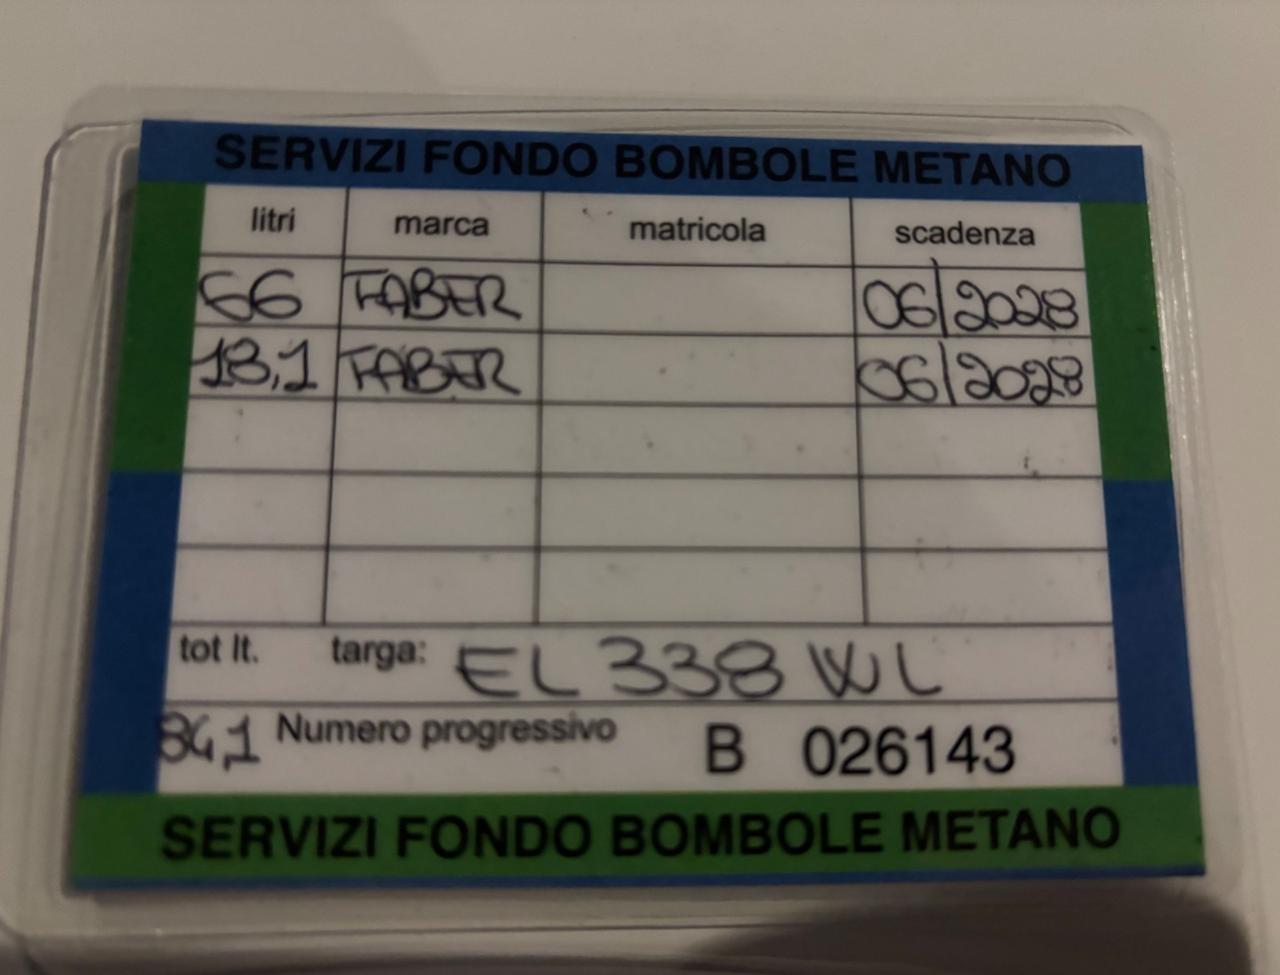 SERVIZI FONDO BOMBOLE METANO
litri marca matricola scadenza
66 FABER 06/2028
18,1 FABER 06/2028
tot lt. targa: EL 338 WL
84,1 Numero progressivo B 026143
SERVIZI FONDO BOMBOLE METANO